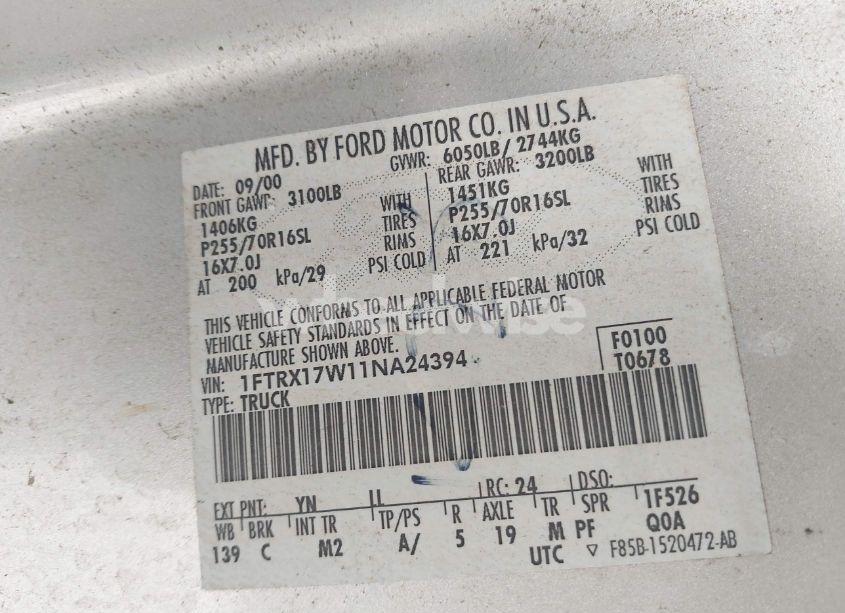 MFD. BY FORD MOTOR CO. IN U.S.A.
DATE: 09/00 GVWR: 6050LB/ 2744KG
FRONT GAWR: 3100LB REAR GAWR: 3200LB
1406KG WITH 1451KG WITH
P255/70R16SL TIRES P255/70R16SL TIRES
16X7.0J RIMS 16X7.0J RIMS
AT 200 kPa/29 PSI COLD AT 221 kPa/32 PSI COLD
THIS VEHICLE CONFORMS TO ALL APPLICABLE FEDERAL MOTOR
VEHICLE SAFETY STANDARDS IN EFFECT ON THE DATE OF
MANUFACTURE SHOWN ABOVE.
VIN: 1FTRX17W11NA24394
F0100
TYPE: TRUCK
T0678
EXT PNT: YN LL RC: 24 DSO:
WB BRK INT TR TP/PS R AXLE TR SPR 1F526
139 C M2 A/ 5 19 M PF Q0A
UTC ▽ F85B-1520472-AB